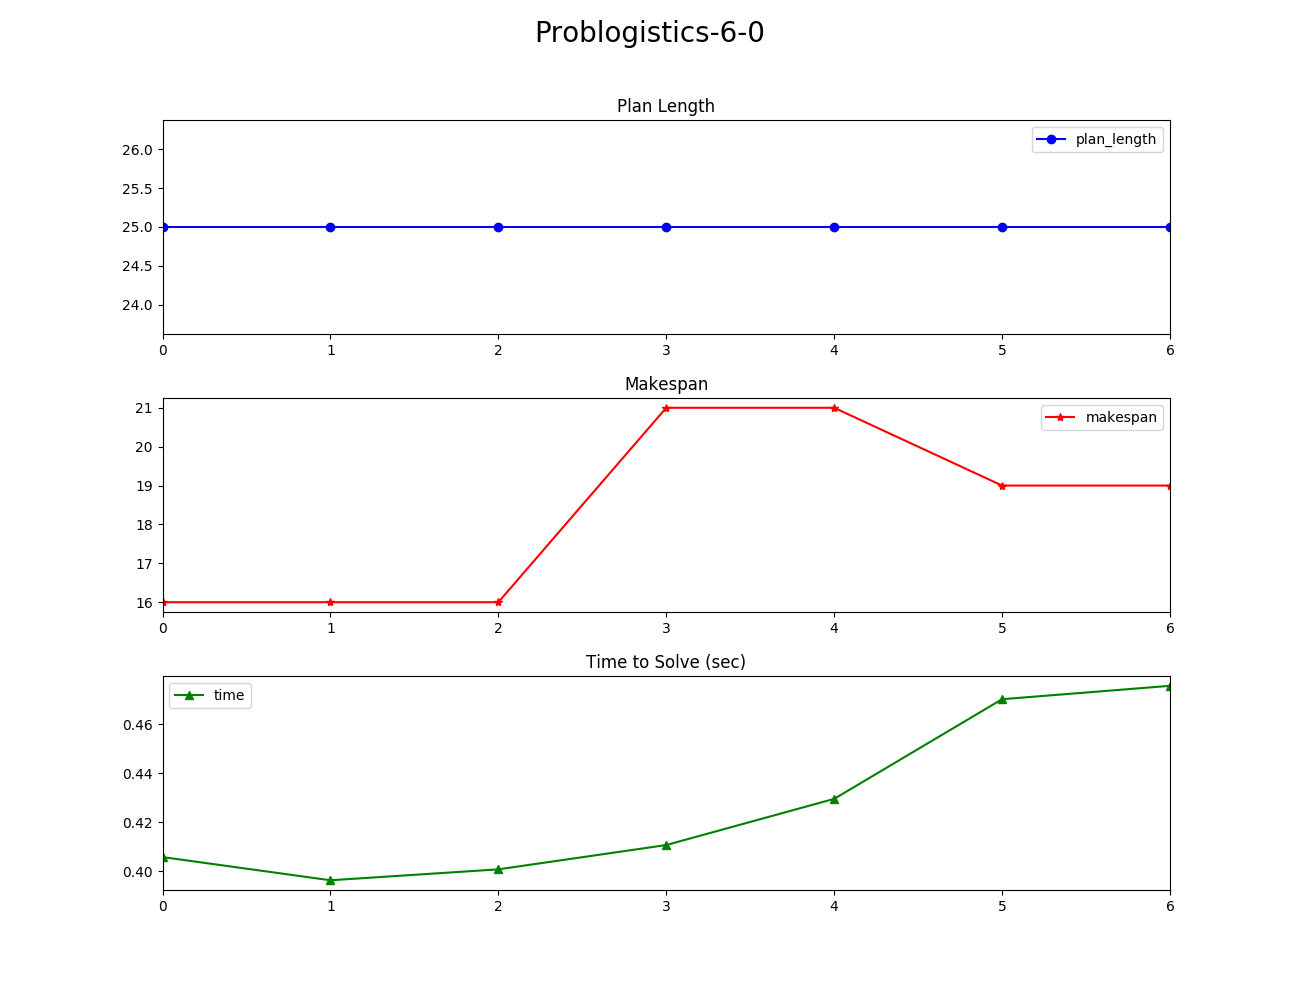 Problogistics-6-0
Plan Length
plan_length
26.0
25.5
25.0
24.5
24.0
0 1 2 3 4 5 6
Makespan
makespan
21
20
19
18
17
16
0 1 2 3 4 5 6
Time to Solve (sec)
time
0.46
0.44
0.42
0.40
0 1 2 3 4 5 6